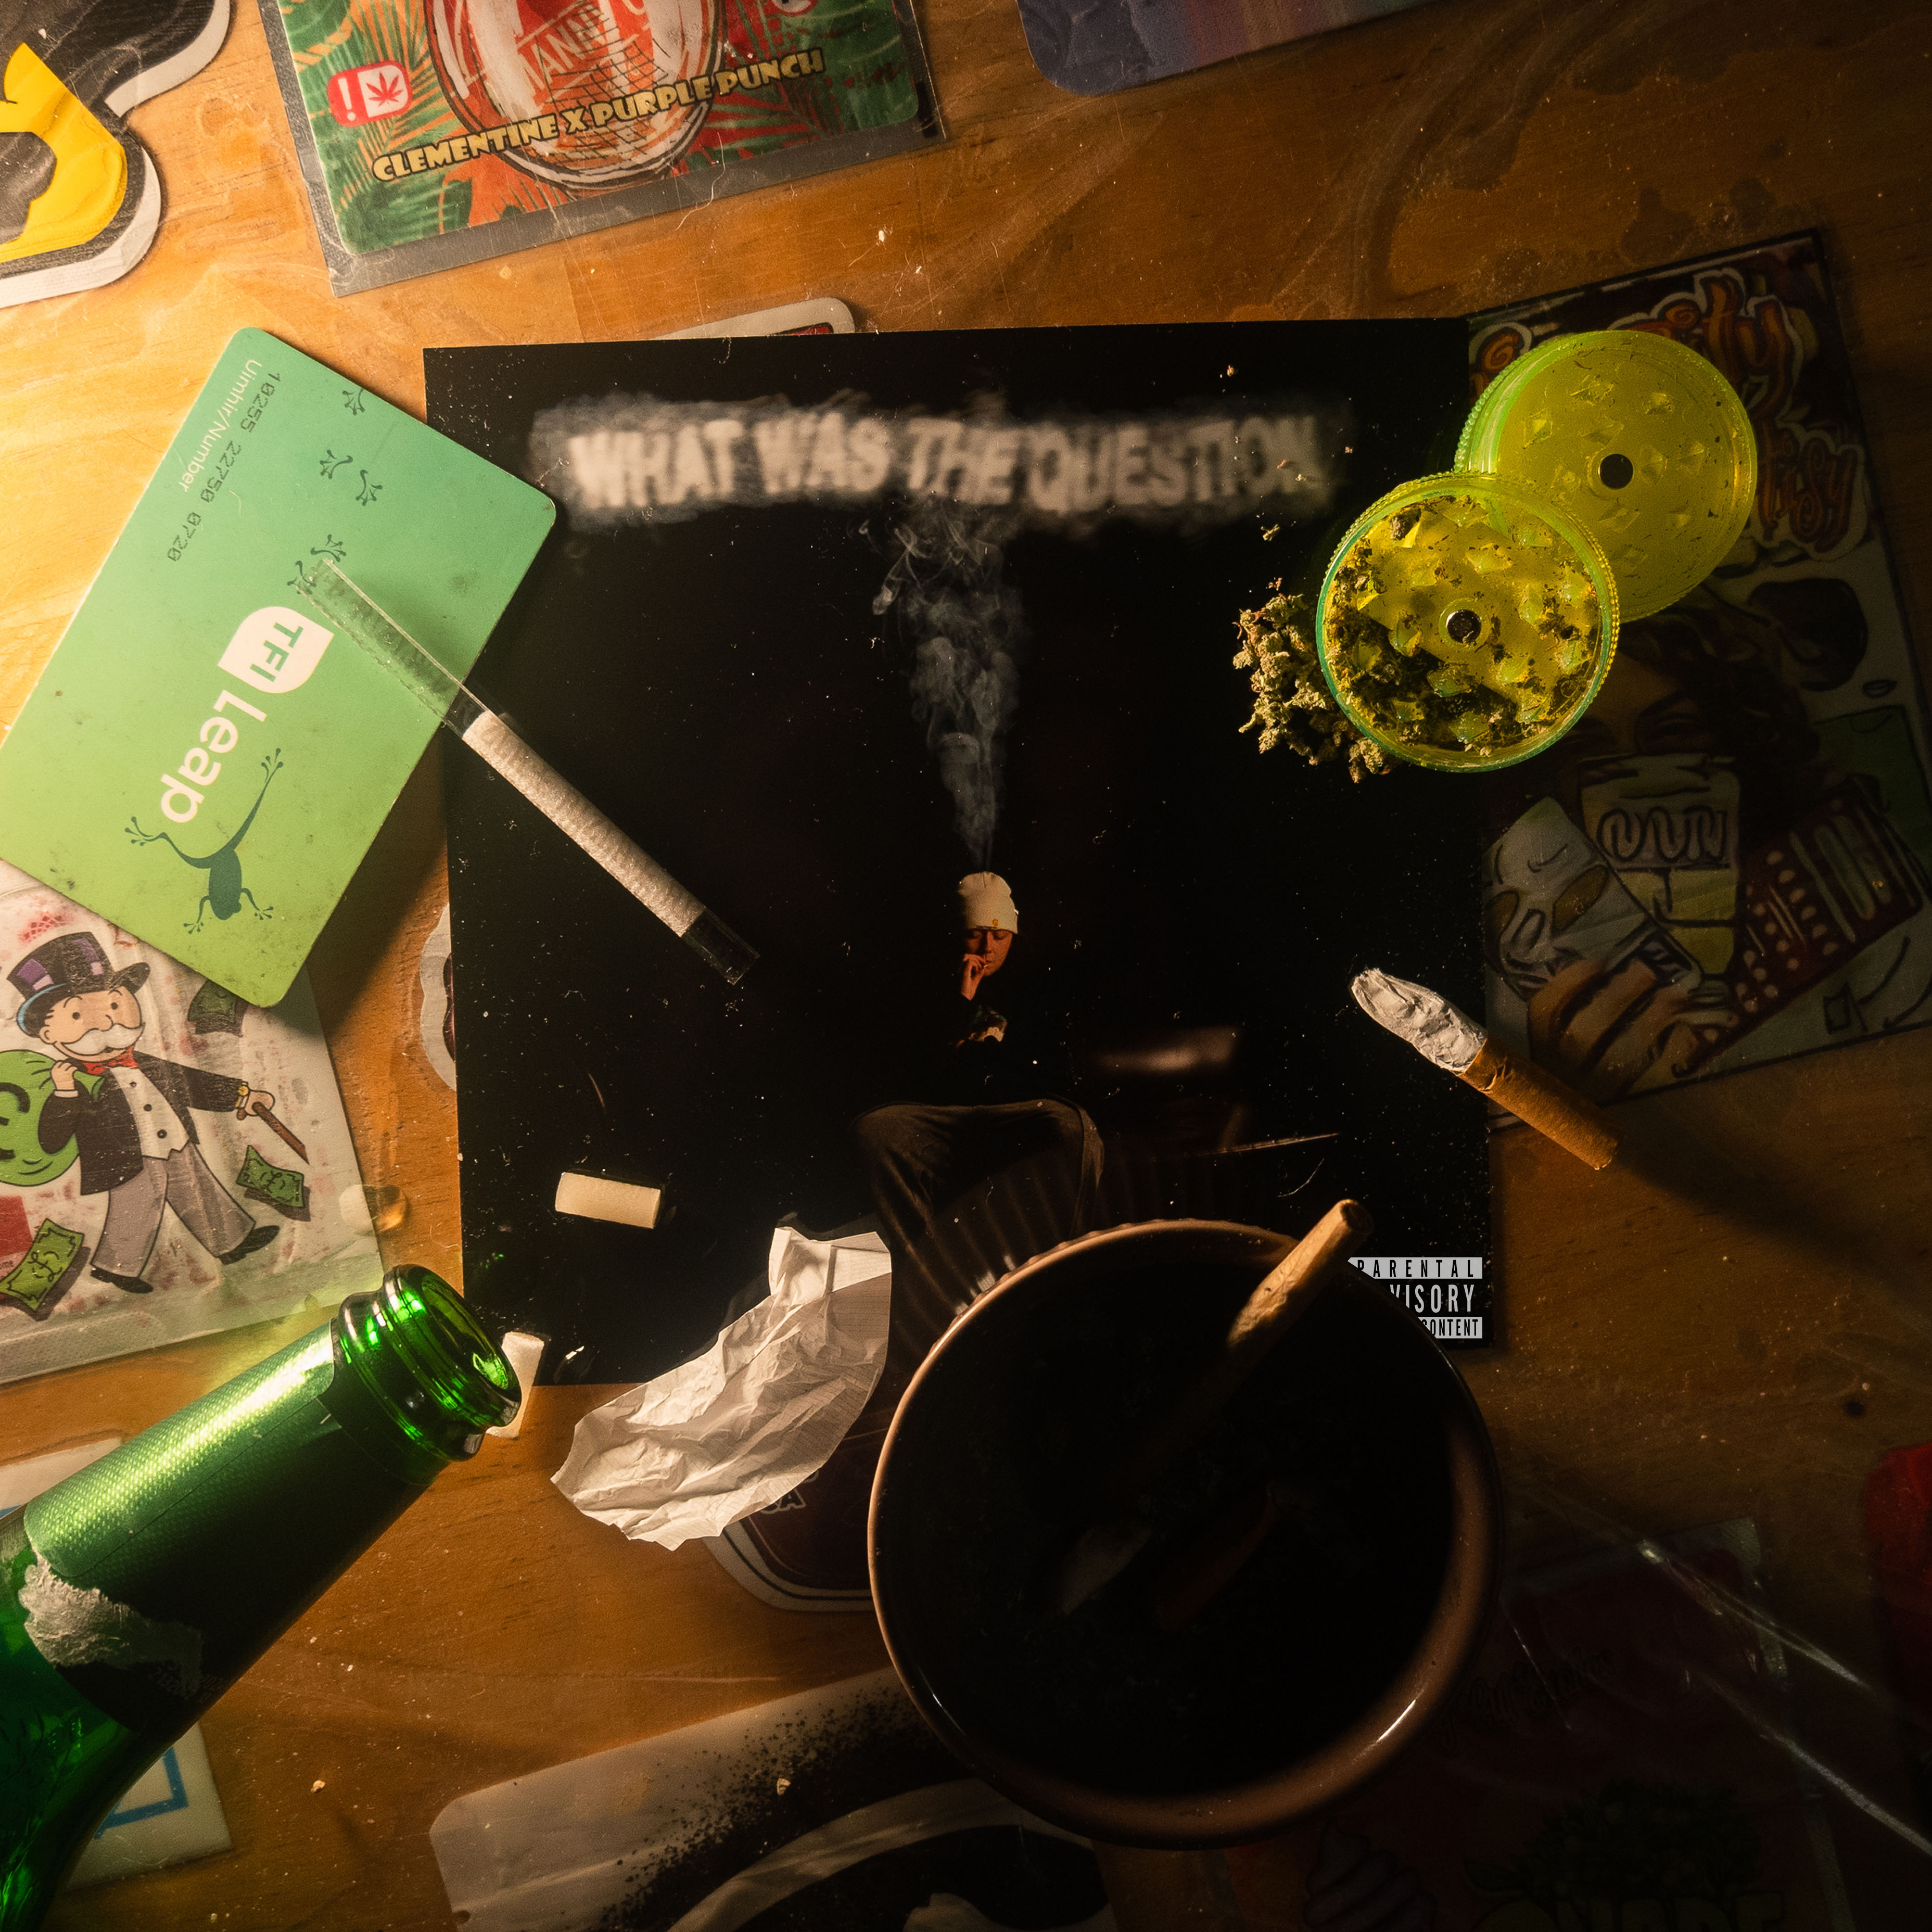 CLEMENTINE X PURPLE PUNCH
WHAT WAS THE QUESTION
10255 22750 0720
Uimhir/Number
TFI
Leap
PARENTAL
VISORY
CONTENT